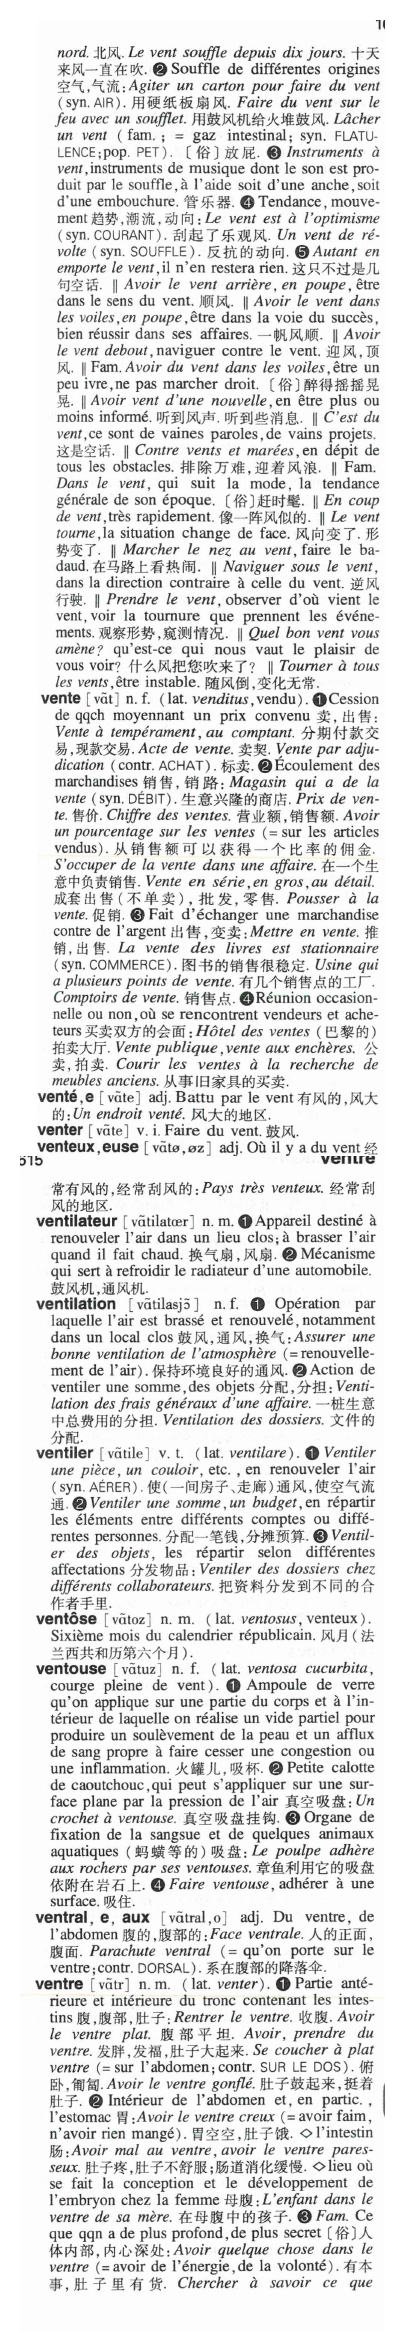 10
nord. 北风. Le vent souffle depuis dix jours. 十天
来风一直在吹. ❷ Souffle de différentes origines
空气,气流:Agiter un carton pour faire du vent
(syn. AIR). 用硬纸板扇风. Faire du vent sur le
feu avec un soufflet. 用鼓风机给火堆鼓风. Lâcher
un vent (fam.; = gaz intestinal; syn. FLATU-
LENCE;pop. PET). 〔俗〕放屁. ❸ Instruments à
vent,instruments de musique dont le son est pro-
duit par le souffle,à l'aide soit d'une anche,soit
d'une embouchure. 管乐器. ❹ Tendance, mouve-
ment 趋势,潮流,动向:Le vent est à l'optimisme
(syn. COURANT). 刮起了乐观风. Un vent de ré-
volte (syn. SOUFFLE). 反抗的动向. ❺ Autant en
emporte le vent,il n'en restera rien. 这只不过是几
句空话. ‖ Avoir le vent arrière, en poupe, être
dans le sens du vent. 顺风. ‖ Avoir le vent dans
les voiles,en poupe,être dans la voie du succès,
bien réussir dans ses affaires. 一帆风顺. ‖ Avoir
le vent debout,naviguer contre le vent. 迎风,顶
风. ‖ Fam. Avoir du vent dans les voiles,être un
peu ivre,ne pas marcher droit. 〔俗〕醉得摇摇晃
晃. ‖ Avoir vent d'une nouvelle,en être plus ou
moins informé. 听到风声. 听到些消息. ‖ C'est du
vent,ce sont de vaines paroles,de vains projets.
这是空话. ‖ Contre vents et marées,en dépit de
tous les obstacles. 排除万难,迎着风浪. ‖ Fam.
Dans le vent, qui suit la mode, la tendance
générale de son époque. 〔俗〕赶时髦. ‖ En coup
de vent,très rapidement. 像一阵风似的. ‖ Le vent
tourne,la situation change de face. 风向变了. 形
势变了. ‖ Marcher le nez au vent, faire le ba-
daud. 在马路上看热闹. ‖ Naviguer sous le vent,
dans la direction contraire à celle du vent. 逆风
行驶. ‖ Prendre le vent, observer d'où vient le
vent,voir la tournure que prennent les événe-
ments. 观察形势,窥测情况. ‖ Quel bon vent vous
amène? qu'est-ce qui nous vaut le plaisir de
vous voir? 什么风把您吹来了? ‖ Tourner à tous
les vents,être instable. 随风倒,变化无常.
vente [vɑ̃t] n. f. (lat. venditus,vendu). ❶Cession
de qqch moyennant un prix convenu 卖, 出售:
Vente à tempérament, au comptant. 分期付款交
易,现款交易. Acte de vente. 卖契. Vente par adju-
dication (contr. ACHAT). 标卖. ❷Écoulement des
marchandises 销售, 销路: Magasin qui a de la
vente (syn. DÉBIT). 生意兴隆的商店. Prix de ven-
te. 售价. Chiffre des ventes. 营业额,销售额. Avoir
un pourcentage sur les ventes (= sur les articles
vendus). 从销售额可以获得一个比率的佣金.
S'occuper de la vente dans une affaire. 在一个生
意中负责销售. Vente en série,en gros,au détail.
成套出售(不单卖), 批发, 零售. Pousser à la
vente. 促销. ❸ Fait d'échanger une marchandise
contre de l'argent 出售,变卖:Mettre en vente. 推
销, 出售. La vente des livres est stationnaire
(syn. COMMERCE). 图书的销售很稳定. Usine qui
a plusieurs points de vente. 有几个销售点的工厂.
Comptoirs de vente. 销售点. ❹Réunion occasion-
nelle ou non,où se rencontrent vendeurs et ache-
teurs 买卖双方的会面:Hôtel des ventes (巴黎的)
拍卖大厅. Vente publique,vente aux enchères. 公
卖, 拍卖. Courir les ventes à la recherche de
meubles anciens. 从事旧家具的买卖.
venté,e [vɑ̃te] adj. Battu par le vent 有风的,风大
的:Un endroit venté. 风大的地区.
venter [vɑ̃te] v. i. Faire du vent. 鼓风.
venteux,euse [vɑ̃tø,øz] adj. Où il y a du vent 经
515 ventre
常有风的,经常刮风的:Pays très venteux. 经常刮
风的地区.
ventilateur [vɑ̃tilatœr] n. m. ❶Appareil destiné à
renouveler l'air dans un lieu clos;à brasser l'air
quand il fait chaud. 换气扇,风扇. ❷ Mécanisme
qui sert à refroidir le radiateur d'une automobile.
鼓风机,通风机.
ventilation [vɑ̃tilasjɔ̃] n. f. ❶ Opération par
laquelle l'air est brassé et renouvelé,notamment
dans un local clos 鼓风,通风,换气:Assurer une
bonne ventilation de l'atmosphère (=renouvelle-
ment de l'air). 保持环境良好的通风. ❷Action de
ventiler une somme,des objets 分配,分担:Venti-
lation des frais généraux d'une affaire. 一桩生意
中总费用的分担. Ventilation des dossiers. 文件的
分配.
ventiler [vɑ̃tile] v. t. (lat. ventilare). ❶ Ventiler
une pièce, un couloir, etc. , en renouveler l'air
(syn. AÉRER). 使(一间房子、走廊)通风,使空气流
通. ❷ Ventiler une somme,un budget,en répartir
les éléments entre différents comptes ou diffé-
rentes personnes. 分配一笔钱,分摊预算. ❸ Ventil-
er des objets, les répartir selon différentes
affectations 分发物品:Ventiler des dossiers chez
différents collaborateurs. 把资料分发到不同的合
作者手里.
ventôse [vɑ̃toz] n. m. (lat. ventosus, venteux).
Sixième mois du calendrier républicain. 风月(法
兰西共和历第六个月).
ventouse [vɑ̃tuz] n. f. (lat. ventosa cucurbita,
courge pleine de vent). ❶ Ampoule de verre
qu'on applique sur une partie du corps et à l'in-
térieur de laquelle on réalise un vide partiel pour
produire un soulèvement de la peau et un afflux
de sang propre à faire cesser une congestion ou
une inflammation. 火罐儿,吸杯. ❷ Petite calotte
de caoutchouc,qui peut s'appliquer sur une sur-
face plane par la pression de l'air 真空吸盘:Un
crochet à ventouse. 真空吸盘挂钩. ❸ Organe de
fixation de la sangsue et de quelques animaux
aquatiques (蚂蟥等的) 吸盘: Le poulpe adhère
aux rochers par ses ventouses. 章鱼利用它的吸盘
依附在岩石上. ❹ Faire ventouse, adhérer à une
surface. 吸住.
ventral, e, aux [vɑ̃tral,o] adj. Du ventre, de
l'abdomen 腹的,腹部的:Face ventrale. 人的正面,
腹面. Parachute ventral (= qu'on porte sur le
ventre;contr. DORSAL). 系在腹部的降落伞.
ventre [vɑ̃tr] n. m. (lat. venter). ❶ Partie anté-
rieure et intérieure du tronc contenant les intes-
tins 腹,腹部,肚子:Rentrer le ventre. 收腹. Avoir
le ventre plat. 腹部平坦. Avoir, prendre du
ventre. 发胖,发福,肚子大起来. Se coucher à plat
ventre (= sur l'abdomen; contr. SUR LE DOS). 俯
卧,匍匐. Avoir le ventre gonflé. 肚子鼓起来,挺着
肚子. ❷ Intérieur de l'abdomen et, en partic. ,
l'estomac 胃:Avoir le ventre creux (=avoir faim,
n'avoir rien mangé). 胃空空,肚子饿. ◇l'intestin
肠:Avoir mal au ventre,avoir le ventre pares-
seux. 肚子疼,肚子不舒服;肠道消化缓慢. ◇lieu où
se fait la conception et le développement de
l'embryon chez la femme 母腹:L'enfant dans le
ventre de sa mère. 在母腹中的孩子. ❸ Fam. Ce
que qqn a de plus profond,de plus secret 〔俗〕人
体内部,内心深处:Avoir quelque chose dans le
ventre (=avoir de l'énergie,de la volonté). 有本
事, 肚子里有货. Chercher à savoir ce que